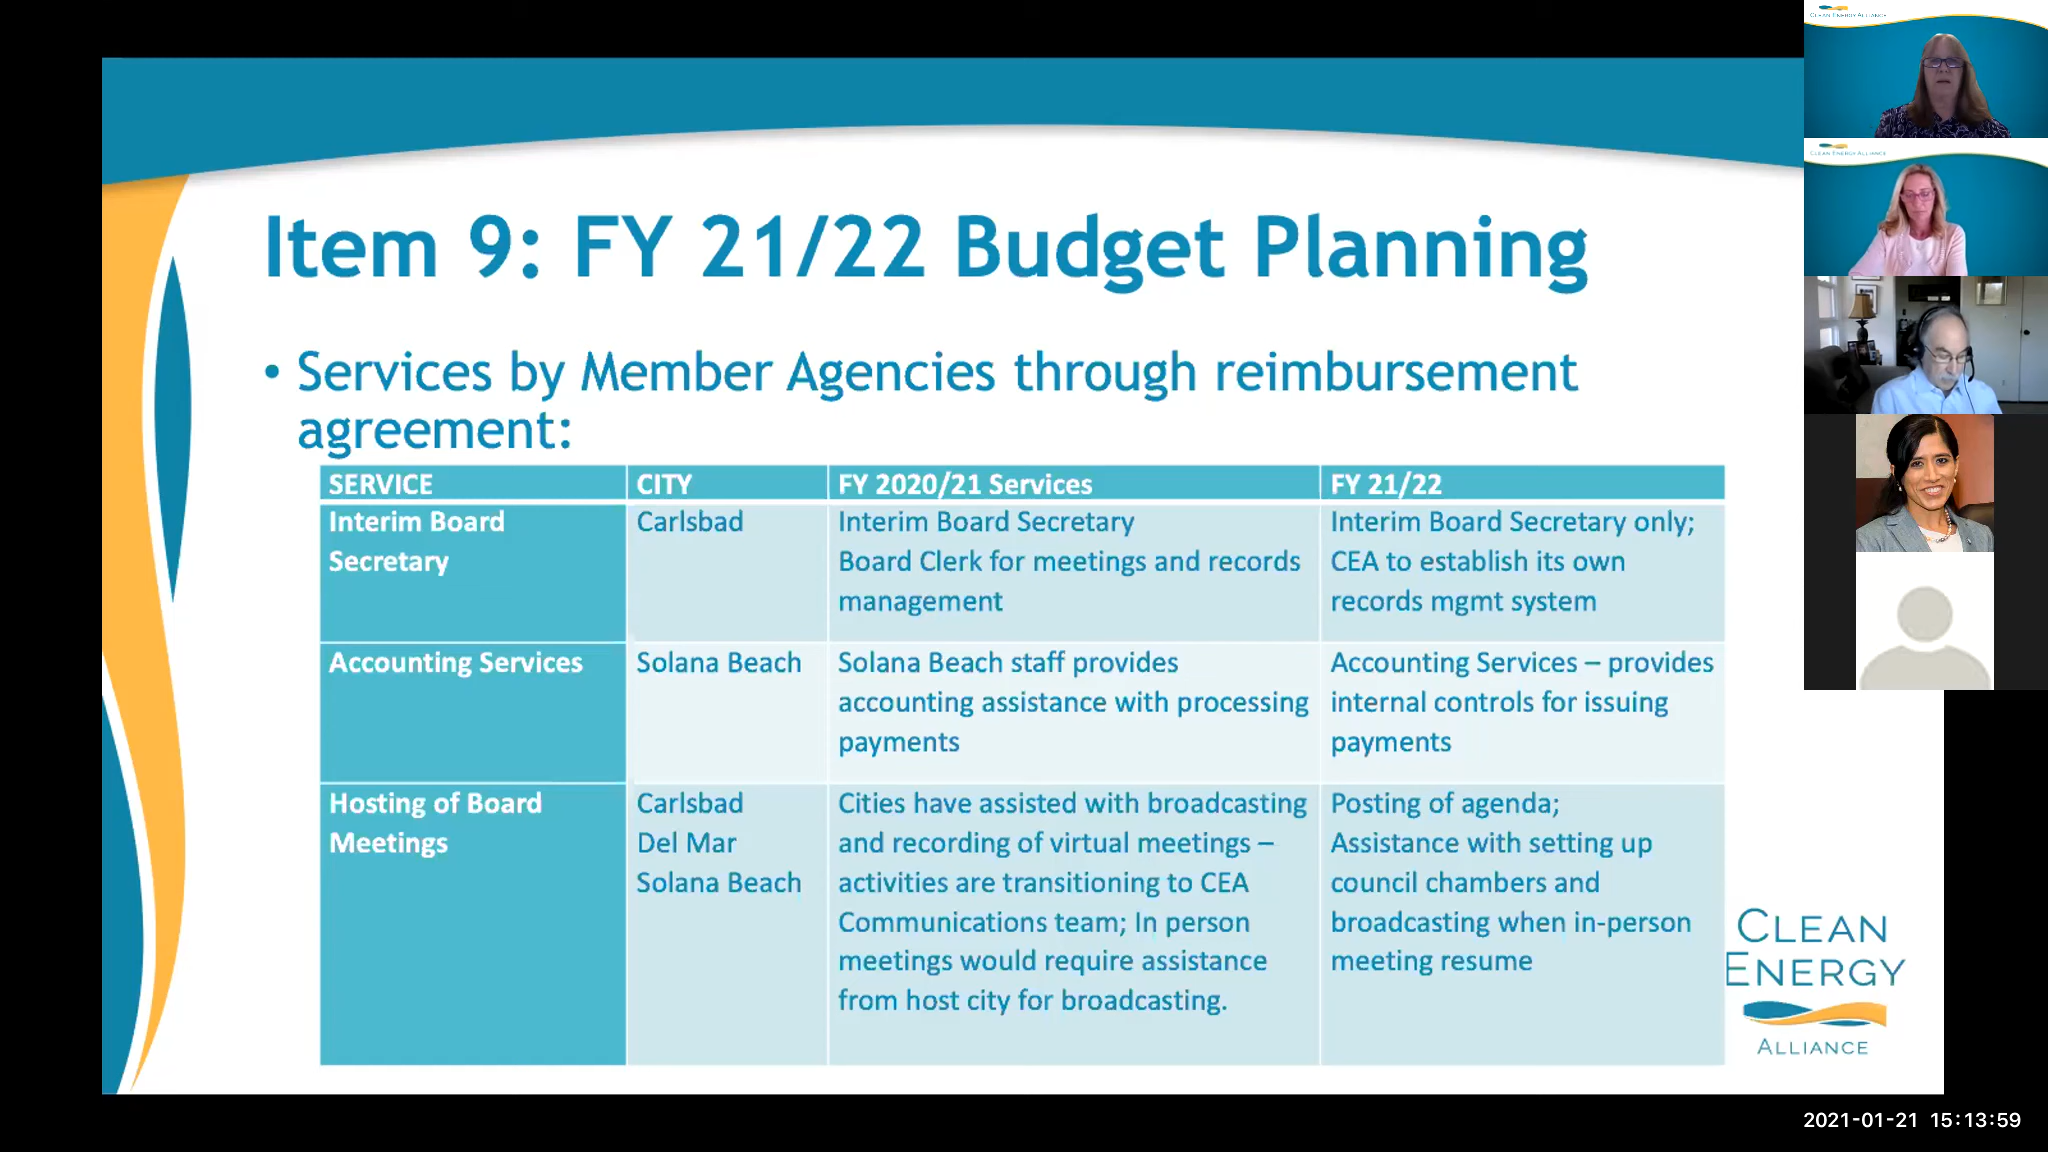 CLEAN ENERGY ALLIANCE
CLEAN ENERGY ALLIANCE
Item 9: FY 21/22 Budget Planning
• Services by Member Agencies through reimbursement
agreement:
SERVICE
CITY
FY 2020/21 Services
FY 21/22
Interim Board
Secretary
Carlsbad
Interim Board Secretary
Board Clerk for meetings and records
management
Interim Board Secretary only;
CEA to establish its own
records mgmt system
Accounting Services
Solana Beach
Solana Beach staff provides
accounting assistance with processing
payments
Accounting Services – provides
internal controls for issuing
payments
Hosting of Board
Meetings
Carlsbad
Del Mar
Solana Beach
Cities have assisted with broadcasting
and recording of virtual meetings –
activities are transitioning to CEA
Communications team; In person
meetings would require assistance
from host city for broadcasting.
Posting of agenda;
Assistance with setting up
council chambers and
broadcasting when in-person
meeting resume
CLEAN
ENERGY
ALLIANCE
2021-01-21 15:13:59